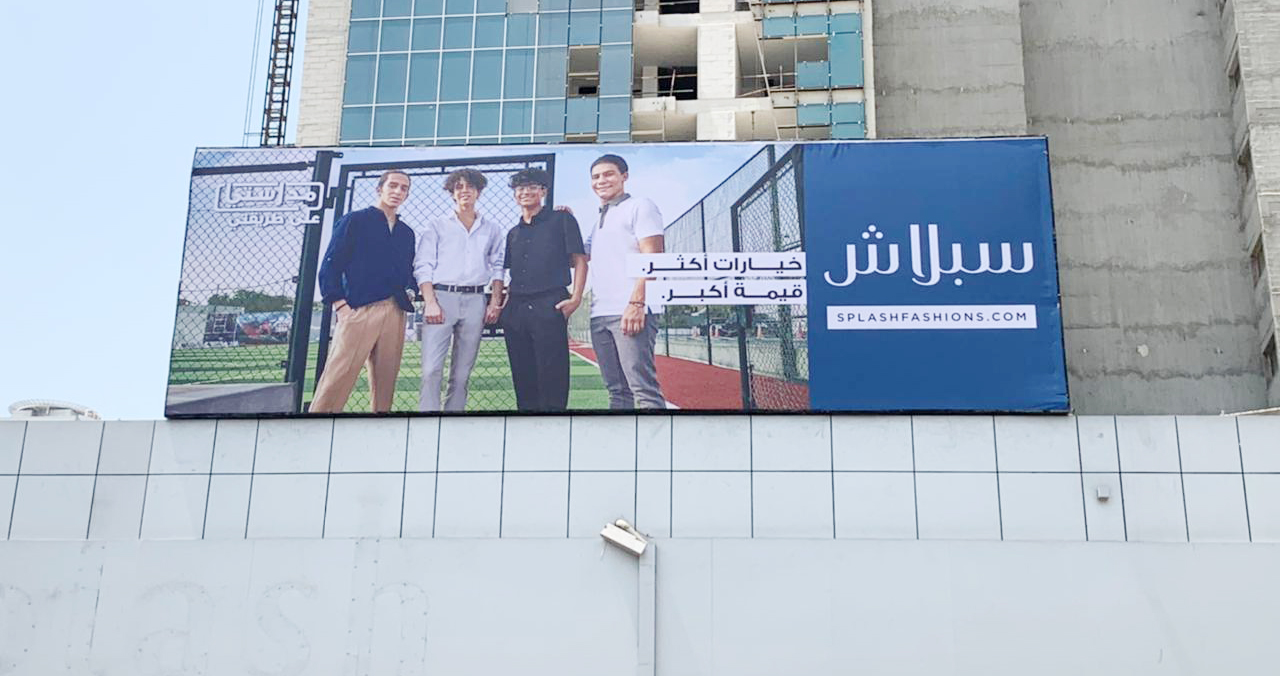 مدرستي
على طريقتي
خيارات أكثر.
قيمة أكبر.
سبلاش
SPLASHFASHIONS.COM